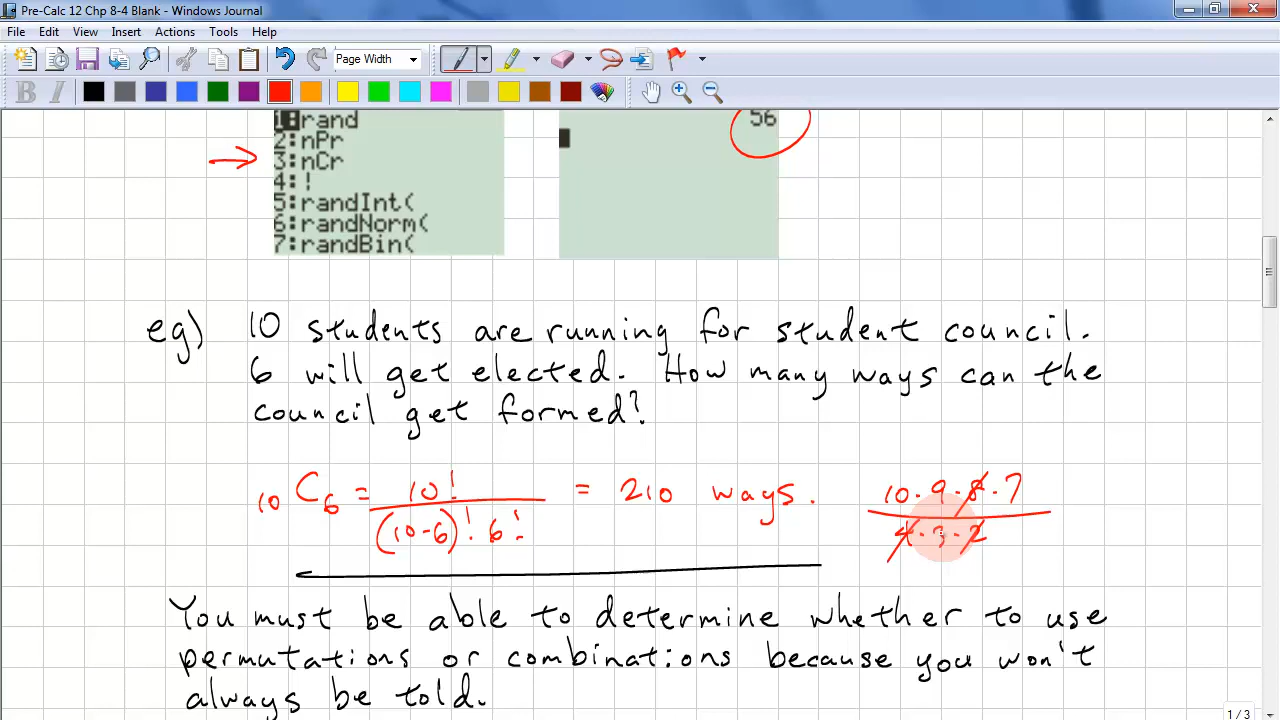 Pre-Calc 12 Chp 8-4 Blank - Windows Journal
File Edit View Insert Actions Tools Help
Page Width
B I
1:rand
2:nPr
3:nCr
4:!
5:randInt(
6:randNorm(
7:randBin(
56
eg) 10 students are running for student council.
6 will get elected. How many ways can the
council get formed?
10 C6 = 10! / (10-6)! 6! = 210 ways.
10 · 9 · 8 · 7
4 · 3 · 2
You must be able to determine whether to use
permutations or combinations because you won't
always be told.
1/3